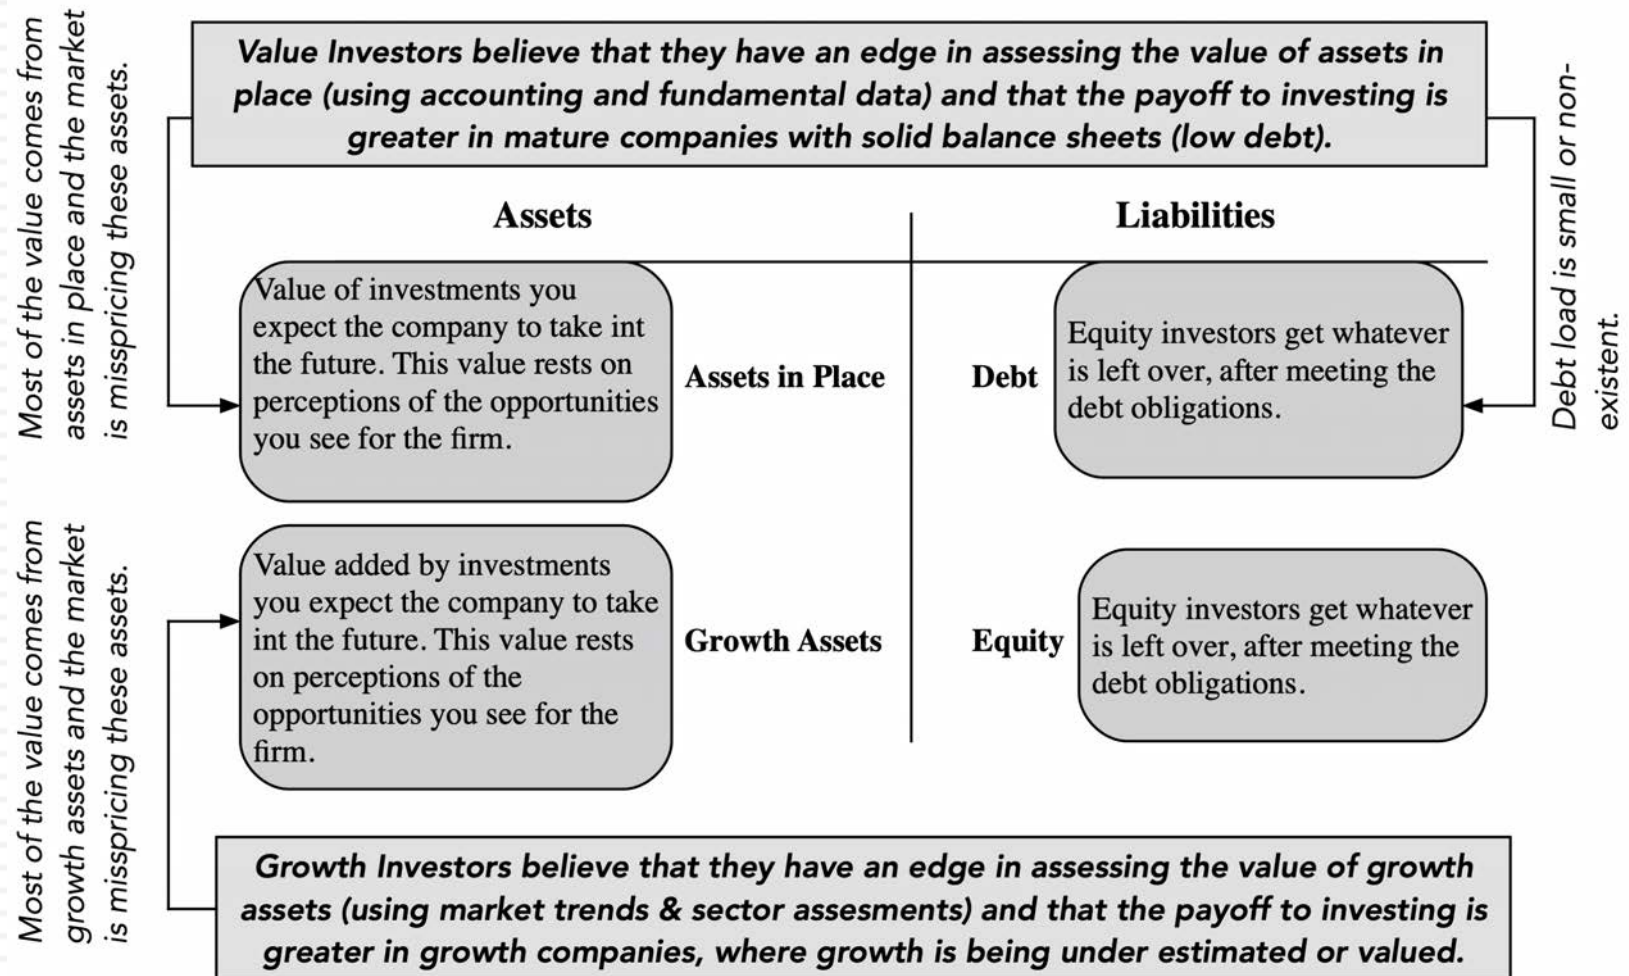 Most of the value comes from
assets in place and the market
is misspricing these assets.
Value Investors believe that they have an edge in assessing the value of assets in
place (using accounting and fundamental data) and that the payoff to investing is
greater in mature companies with solid balance sheets (low debt).
Debt load is small or non-
existent.
Assets
Liabilities
Value of investments you
expect the company to take int
the future. This value rests on
perceptions of the opportunities
you see for the firm.
Assets in Place
Debt
Equity investors get whatever
is left over, after meeting the
debt obligations.
Most of the value comes from
growth assets and the market
is misspricing these assets.
Value added by investments
you expect the company to take
int the future. This value rests
on perceptions of the
opportunities you see for the
firm.
Growth Assets
Equity
Equity investors get whatever
is left over, after meeting the
debt obligations.
Growth Investors believe that they have an edge in assessing the value of growth
assets (using market trends & sector assesments) and that the payoff to investing is
greater in growth companies, where growth is being under estimated or valued.